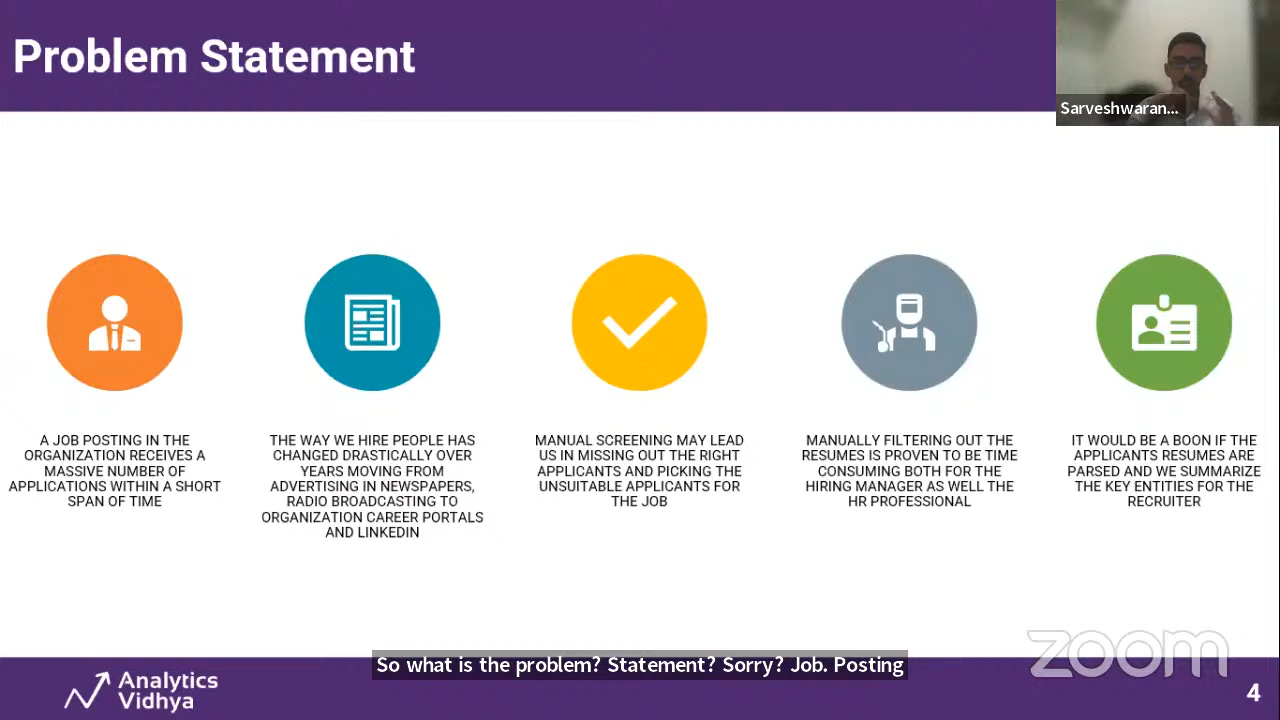 Problem Statement
Sarveshwaran...
A JOB POSTING IN THE
ORGANIZATION RECEIVES A
MASSIVE NUMBER OF
APPLICATIONS WITHIN A SHORT
SPAN OF TIME
THE WAY WE HIRE PEOPLE HAS
CHANGED DRASTICALLY OVER
YEARS MOVING FROM
ADVERTISING IN NEWSPAPERS,
RADIO BROADCASTING TO
ORGANIZATION CAREER PORTALS
AND LINKEDIN
MANUAL SCREENING MAY LEAD
US IN MISSING OUT THE RIGHT
APPLICANTS AND PICKING THE
UNSUITABLE APPLICANTS FOR
THE JOB
MANUALLY FILTERING OUT THE
RESUMES IS PROVEN TO BE TIME
CONSUMING BOTH FOR THE
HIRING MANAGER AS WELL THE
HR PROFESSIONAL
IT WOULD BE A BOON IF THE
APPLICANTS RESUMES ARE
PARSED AND WE SUMMARIZE
THE KEY ENTITIES FOR THE
RECRUITER
So what is the problem? Statement? Sorry? Job. Posting
zoom
Analytics
Vidhya
4